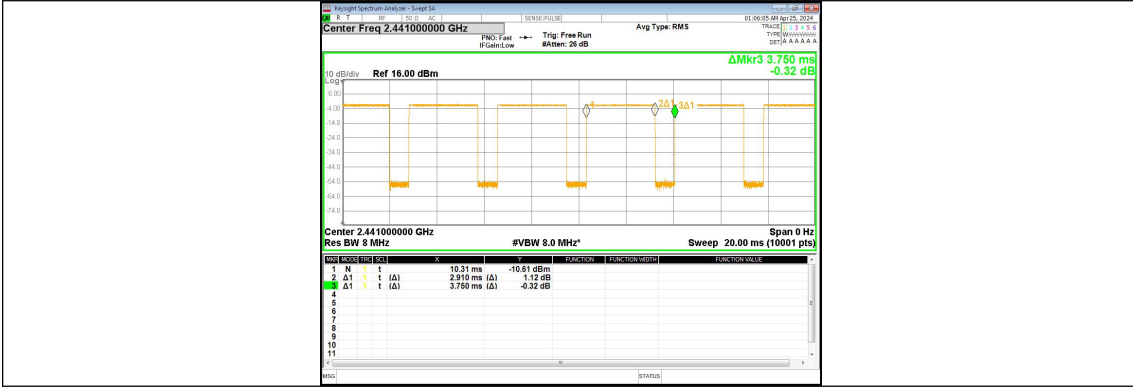 Keysight Spectrum Analyzer - Swept SA
R T RF 50 Ω AC SENSE:PULSE 01:06:05 AM Apr 25, 2024
Center Freq 2.441000000 GHz Avg Type: RMS TRACE 1 2 3 4 5 6
PNO: Fast Trig: Free Run TYPE WWWWWW
IFGain:Low #Atten: 26 dB DET A A A A A A
ΔMkr3 3.750 ms
10 dB/div Ref 16.00 dBm -0.32 dB
Log
6.00
-4.00
-14.0
-24.0
-34.0
-44.0
-54.0
-64.0
-74.0
1 2Δ1 3Δ1
Center 2.441000000 GHz Span 0 Hz
Res BW 8 MHz #VBW 8.0 MHz* Sweep 20.00 ms (10001 pts)
MKR MODE TRC SCL X Y FUNCTION FUNCTION WIDTH FUNCTION VALUE
1 N 1 t 10.31 ms -10.61 dBm
2 Δ1 1 t (Δ) 2.910 ms (Δ) 1.12 dB
3 Δ1 1 t (Δ) 3.750 ms (Δ) -0.32 dB
4
5
6
7
8
9
10
11
MSG STATUS